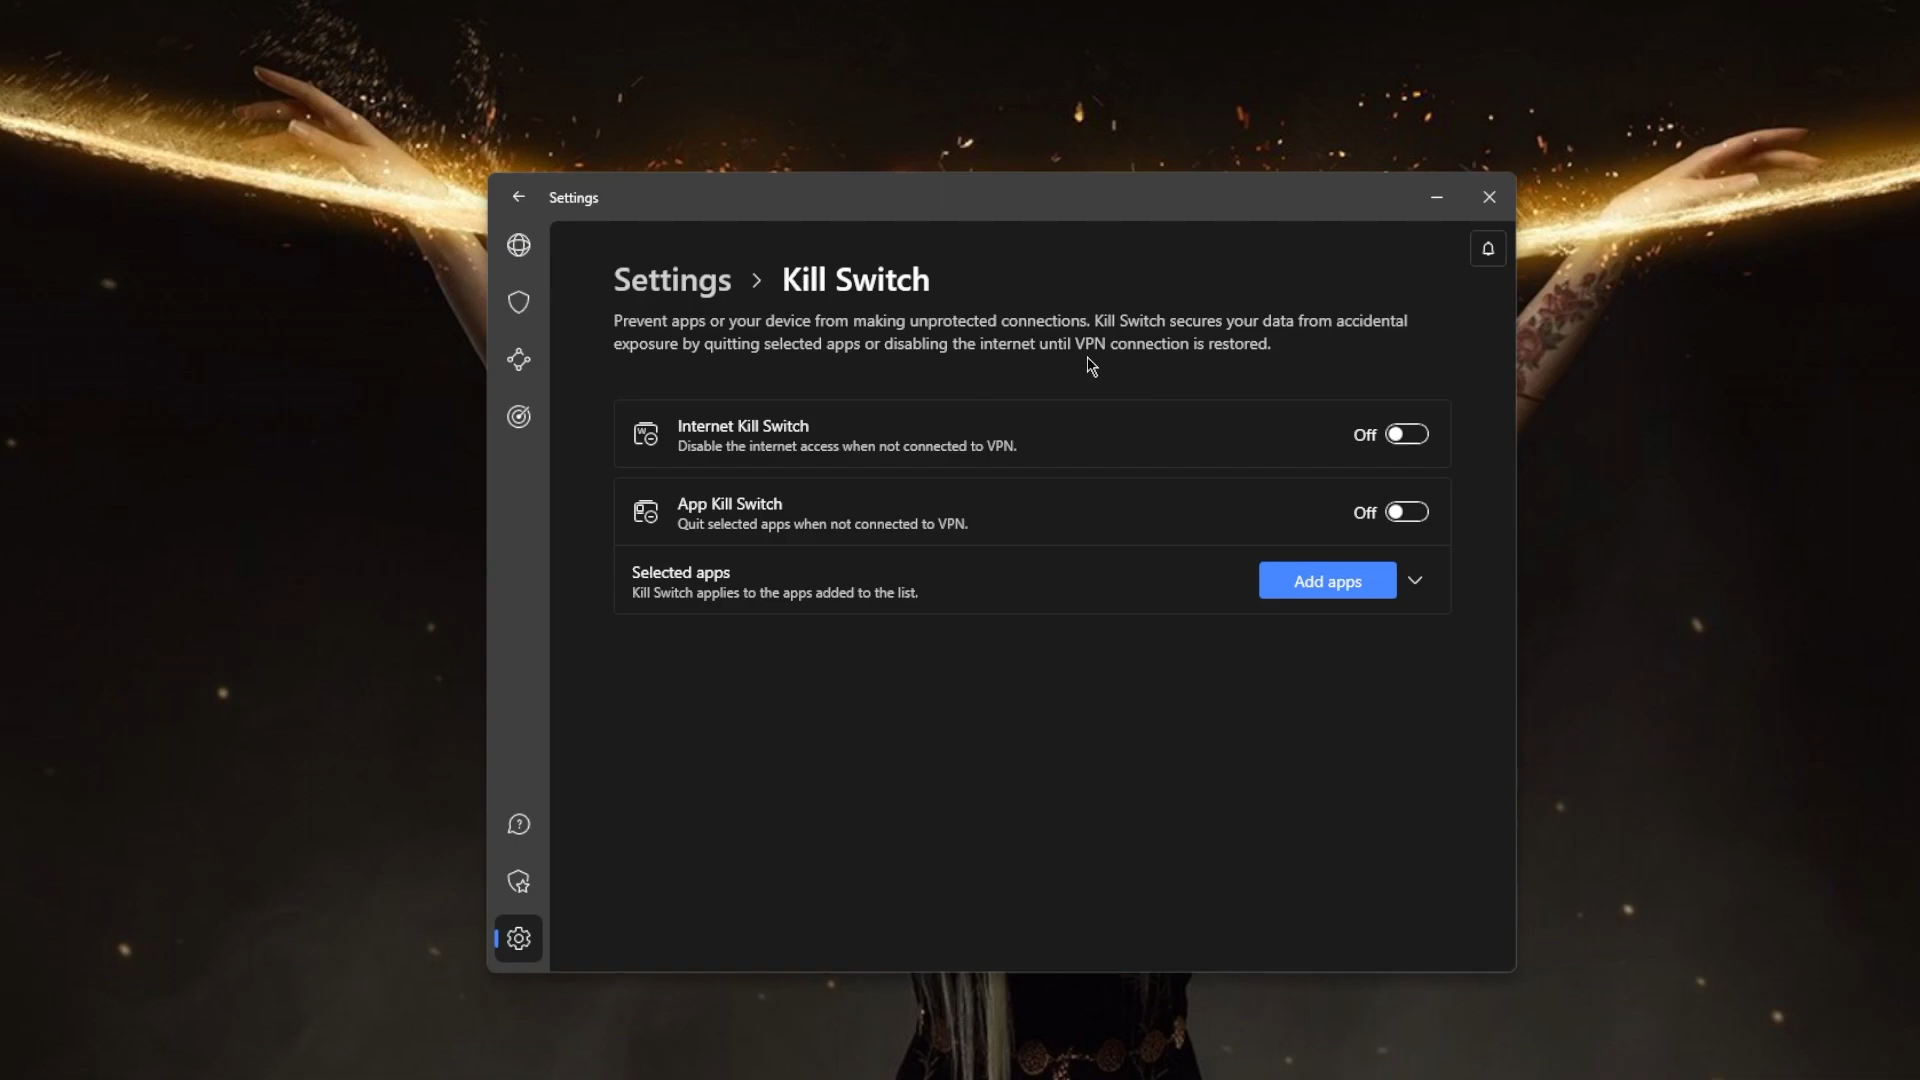 Settings
Settings > Kill Switch
Prevent apps or your device from making unprotected connections. Kill Switch secures your data from accidental
exposure by quitting selected apps or disabling the internet until VPN connection is restored.
Internet Kill Switch
Disable the internet access when not connected to VPN.
Off
App Kill Switch
Quit selected apps when not connected to VPN.
Off
Selected apps
Kill Switch applies to the apps added to the list.
Add apps